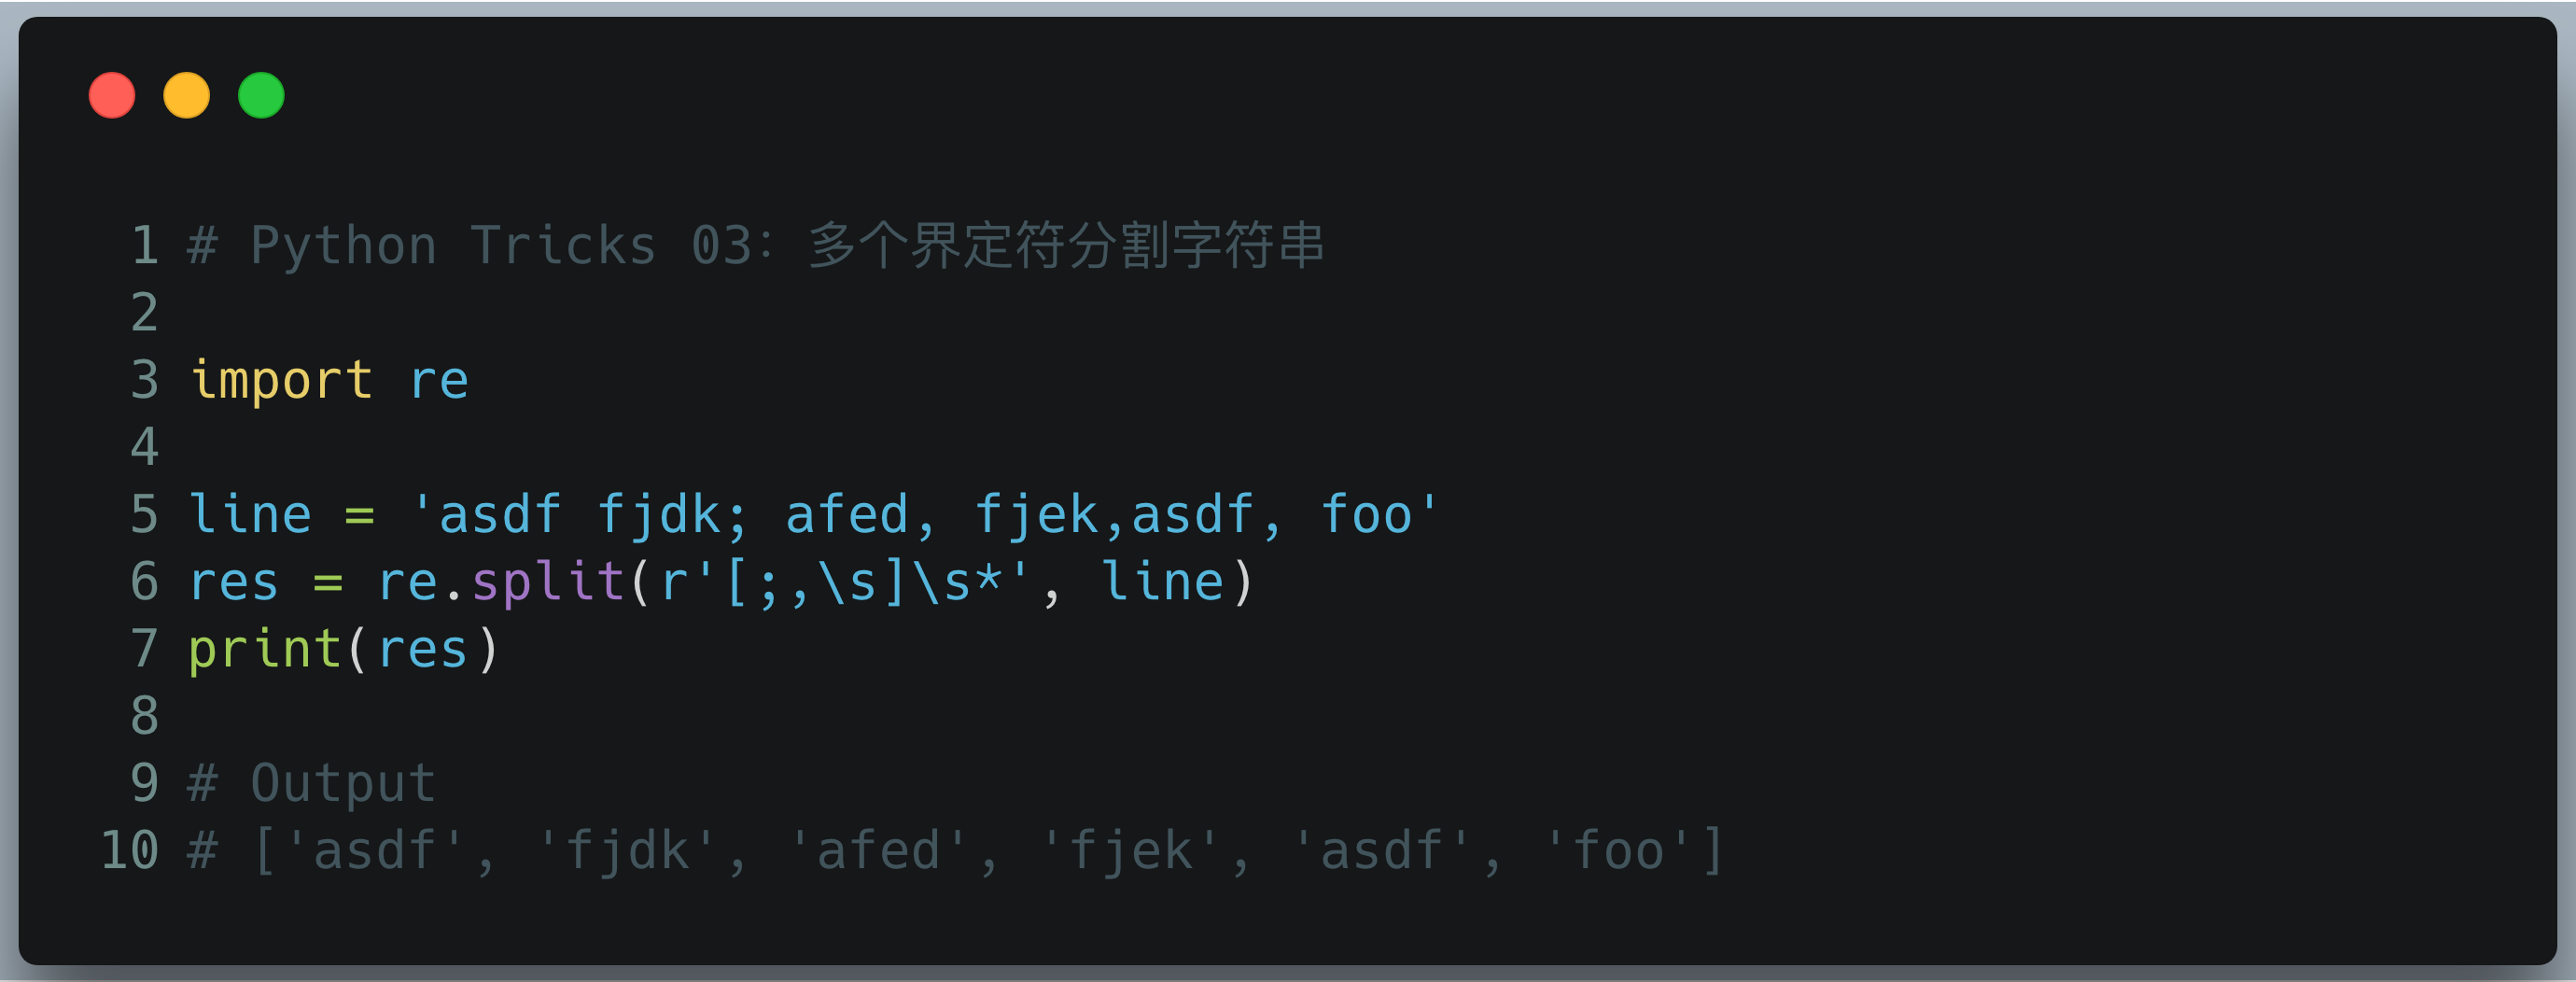 1 # Python Tricks 03: 多个界定符分割字符串
2
3 import re
4
5 line = 'asdf fjdk; afed, fjek,asdf, foo'
6 res = re.split(r'[;,\s]\s*', line)
7 print(res)
8
9 # Output
10 # ['asdf', 'fjdk', 'afed', 'fjek', 'asdf', 'foo']